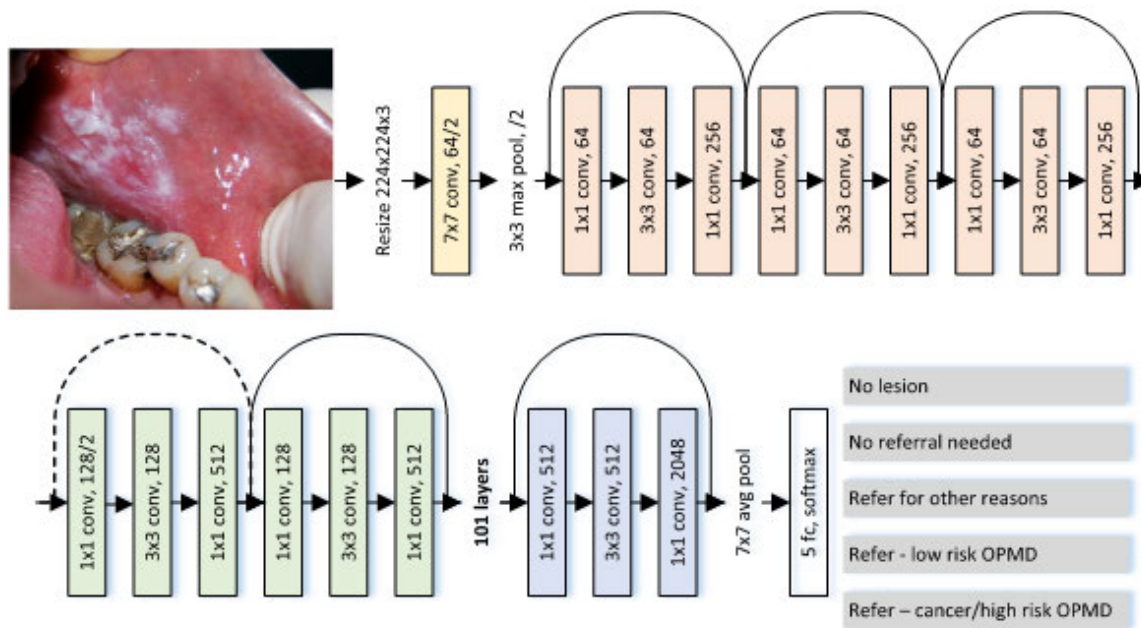 Resize 224x224x3
7x7 conv, 64/2
3x3 max pool, /2
1x1 conv, 64
3x3 conv, 64
1x1 conv, 256
1x1 conv, 64
3x3 conv, 64
1x1 conv, 256
1x1 conv, 64
3x3 conv, 64
1x1 conv, 256
1x1 conv, 128/2
3x3 conv, 128
1x1 conv, 512
1x1 conv, 128
3x3 conv, 128
1x1 conv, 512
101 layers
1x1 conv, 512
3x3 conv, 512
1x1 conv, 2048
7x7 avg pool
5 fc, softmax
No lesion
No referral needed
Refer for other reasons
Refer - low risk OPMD
Refer – cancer/high risk OPMD